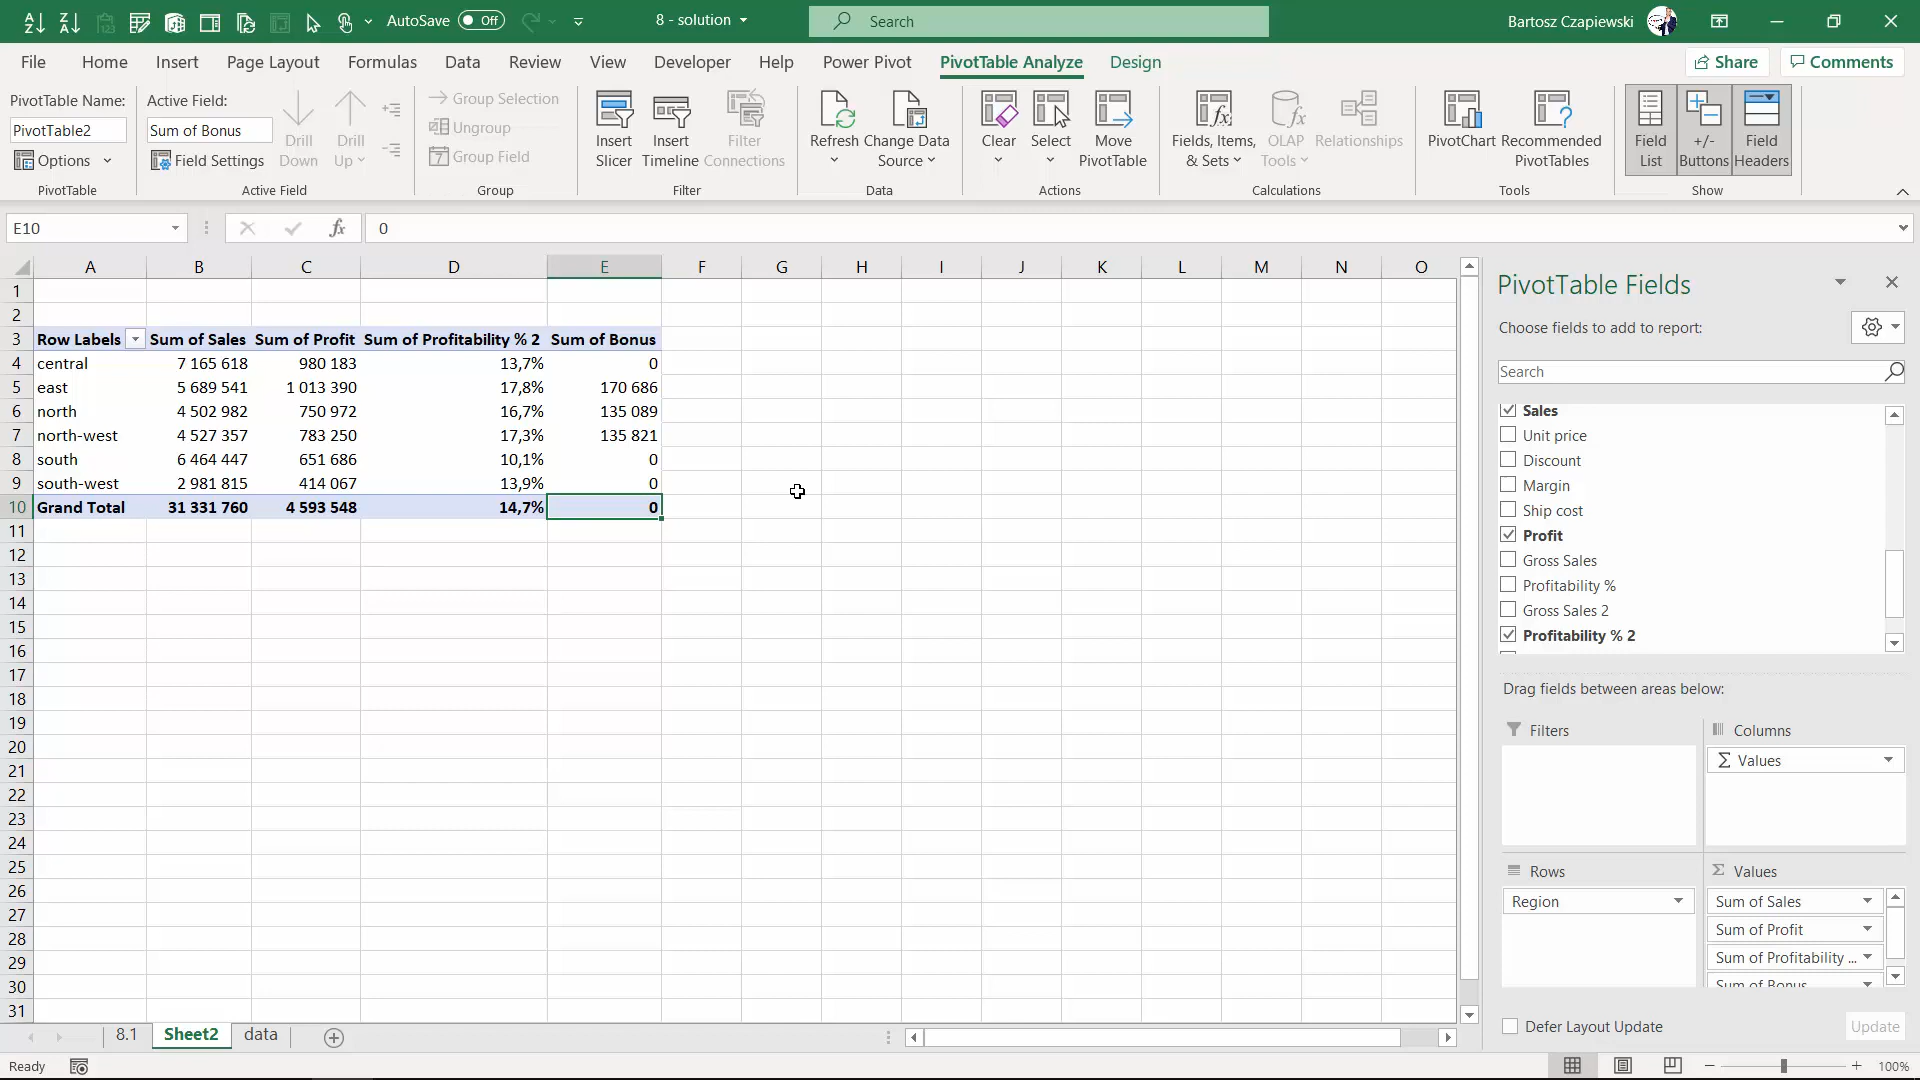 AutoSave Off
8 - solution
Search
Bartosz Czapiewski
File Home Insert Page Layout Formulas Data Review View Developer Help Power Pivot PivotTable Analyze Design Share Comments
PivotTable Name:
PivotTable2
Options
PivotTable
Active Field:
Sum of Bonus
Field Settings
Drill Down
Drill Up
Active Field
Group Selection
Ungroup
Group Field
Group
Insert Slicer
Insert Timeline
Filter Connections
Filter
Refresh
Change Data Source
Data
Clear
Select
Move PivotTable
Actions
Fields, Items, & Sets
OLAP Tools
Relationships
Calculations
PivotChart
Recommended PivotTables
Tools
Field List
+/- Buttons
Field Headers
Show
E10 fx 0
A B C D E F G H I J K L M N O
1
2
3 Row Labels Sum of Sales Sum of Profit Sum of Profitability % 2 Sum of Bonus
4 central 7 165 618 980 183 13,7% 0
5 east 5 689 541 1 013 390 17,8% 170 686
6 north 4 502 982 750 972 16,7% 135 089
7 north-west 4 527 357 783 250 17,3% 135 821
8 south 6 464 447 651 686 10,1% 0
9 south-west 2 981 815 414 067 13,9% 0
10 Grand Total 31 331 760 4 593 548 14,7% 0
11
12
13
14
15
16
17
18
19
20
21
22
23
24
25
26
27
28
29
30
31
PivotTable Fields
Choose fields to add to report:
Search
Sales
Unit price
Discount
Margin
Ship cost
Profit
Gross Sales
Profitability %
Gross Sales 2
Profitability % 2
Drag fields between areas below:
Filters
Columns
Σ Values
Rows
Region
Σ Values
Sum of Sales
Sum of Profit
Sum of Profitability ...
Sum of Bonus
Defer Layout Update
Update
8.1 Sheet2 data
Ready
100%